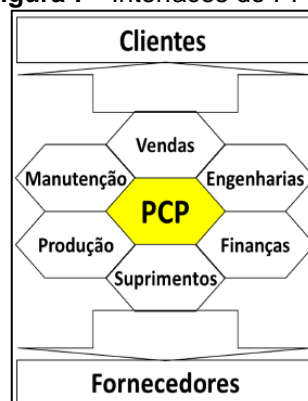 Clientes
Vendas
Manutenção
Engenharias
PCP
Produção
Finanças
Suprimentos
Fornecedores